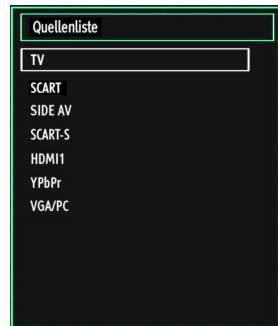 Quellenliste
TV
SCART
SIDE AV
SCART-S
HDMI1
YPbPr
VGA/PC